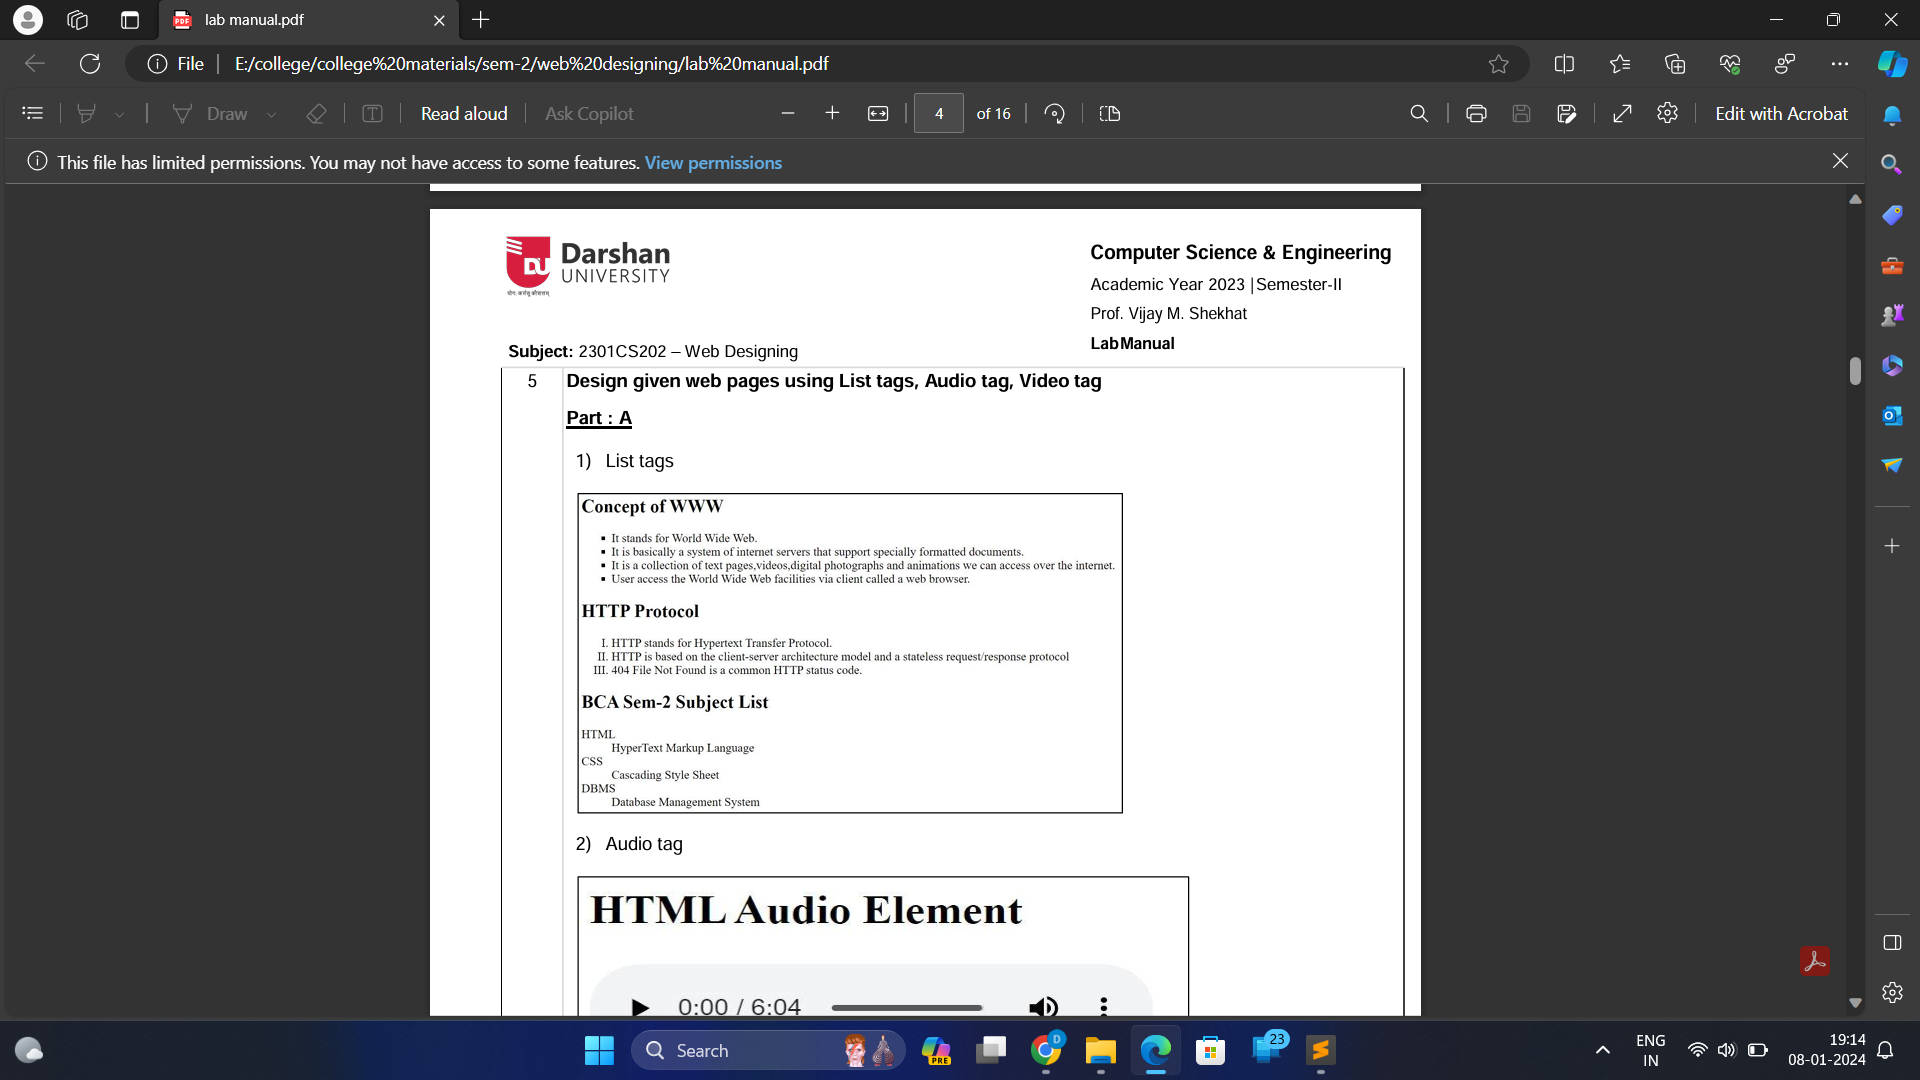 lab manual.pdf
File
E:/college/college%20materials/sem-2/web%20designing/lab%20manual.pdf
Draw
Read aloud
Ask Copilot
4
of 16
Edit with Acrobat
This file has limited permissions. You may not have access to some features. View permissions
Darshan
UNIVERSITY
योगः कर्मसु कौशलम्
Computer Science & Engineering
Academic Year 2023 |Semester-II
Prof. Vijay M. Shekhat
Lab Manual
Subject: 2301CS202 – Web Designing
5 Design given web pages using List tags, Audio tag, Video tag
Part : A
1) List tags
Concept of WWW
▪ It stands for World Wide Web.
▪ It is basically a system of internet servers that support specially formatted documents.
▪ It is a collection of text pages,videos,digital photographs and animations we can access over the internet.
▪ User access the World Wide Web facilities via client called a web browser.
HTTP Protocol
I. HTTP stands for Hypertext Transfer Protocol.
II. HTTP is based on the client-server architecture model and a stateless request/response protocol
III. 404 File Not Found is a common HTTP status code.
BCA Sem-2 Subject List
HTML
HyperText Markup Language
CSS
Cascading Style Sheet
DBMS
Database Management System
2) Audio tag
HTML Audio Element
0:00 / 6:04
Search
PRE
D
23
ENG
IN
19:14
08-01-2024